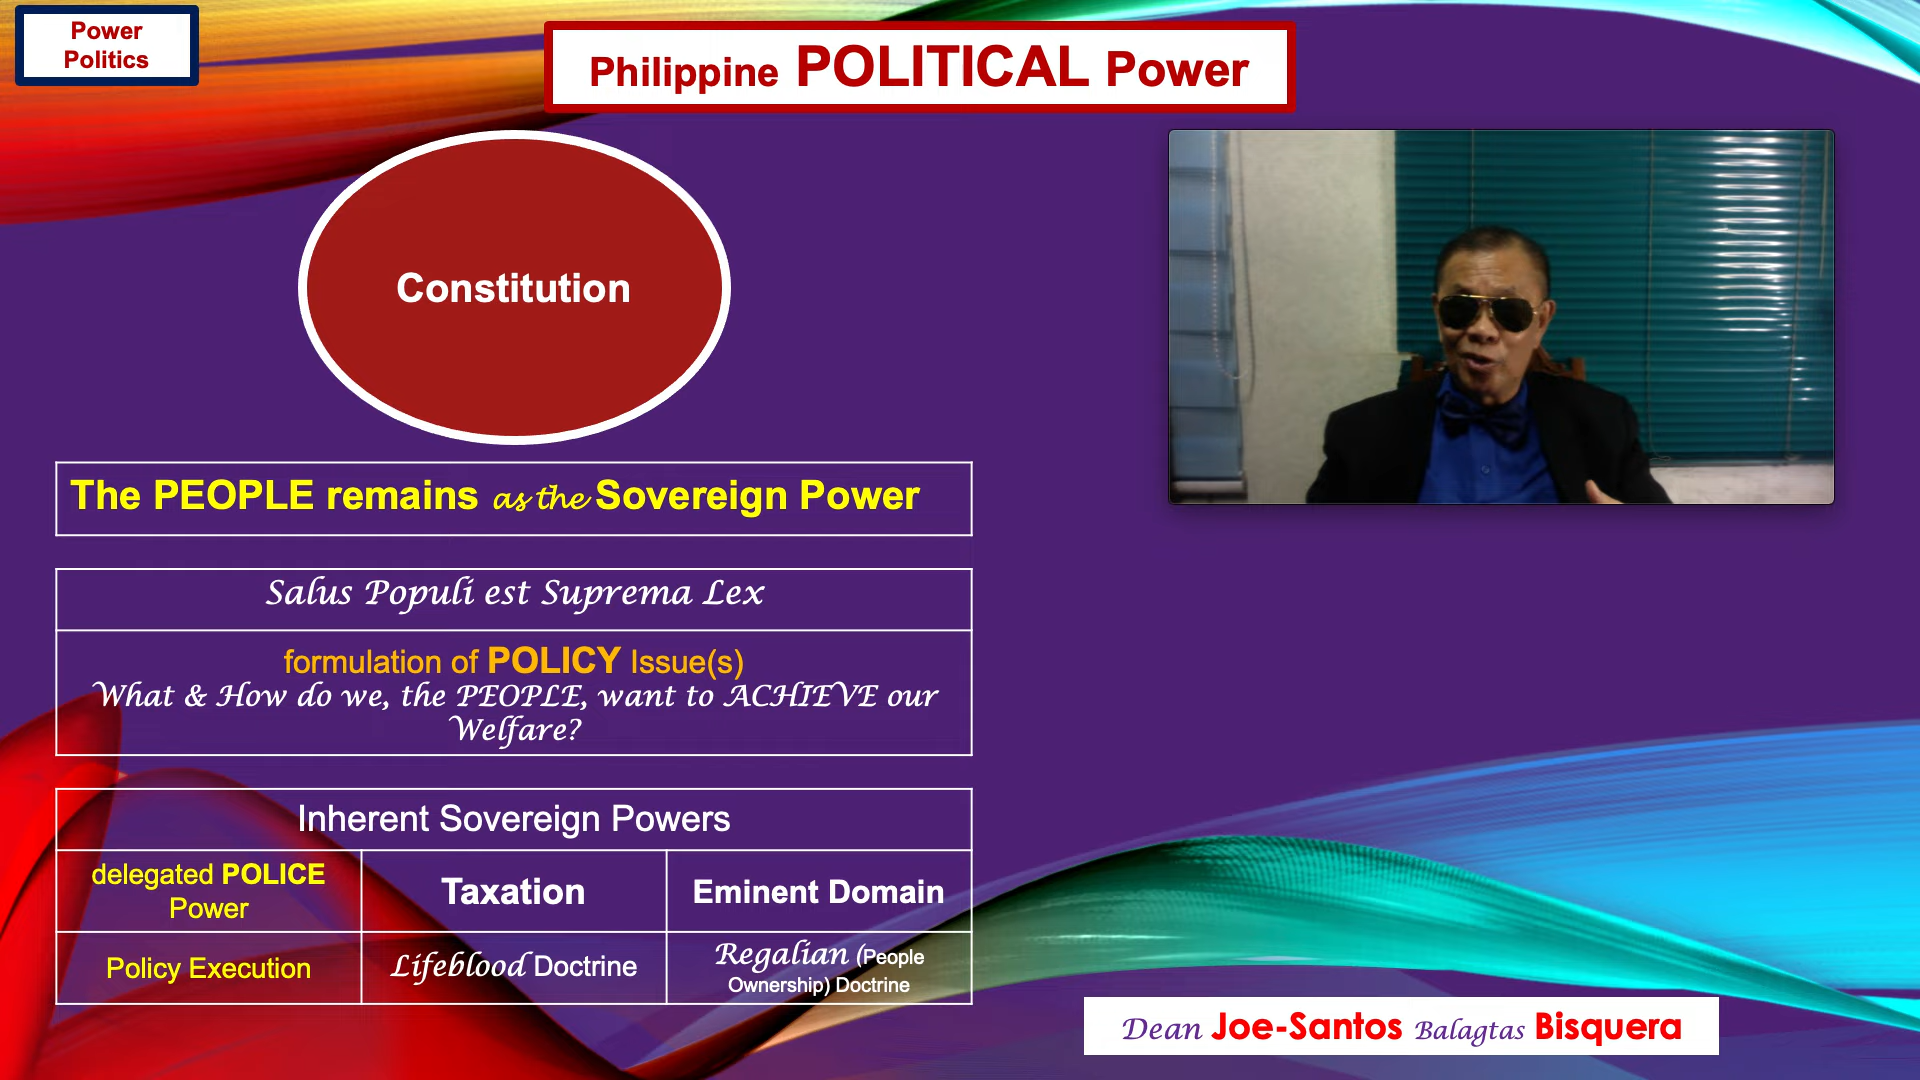 Power
Politics
Philippine POLITICAL Power
Constitution
The PEOPLE remains as the Sovereign Power
Salus Populi est Suprema Lex
formulation of POLICY Issue(s)
What & How do we, the PEOPLE, want to ACHIEVE our
Welfare?
Inherent Sovereign Powers
delegated POLICE
Power
Taxation
Eminent Domain
Policy Execution
Lifeblood Doctrine
Regalian (People
Ownership) Doctrine
Dean Joe-Santos Balagtas Bisquera